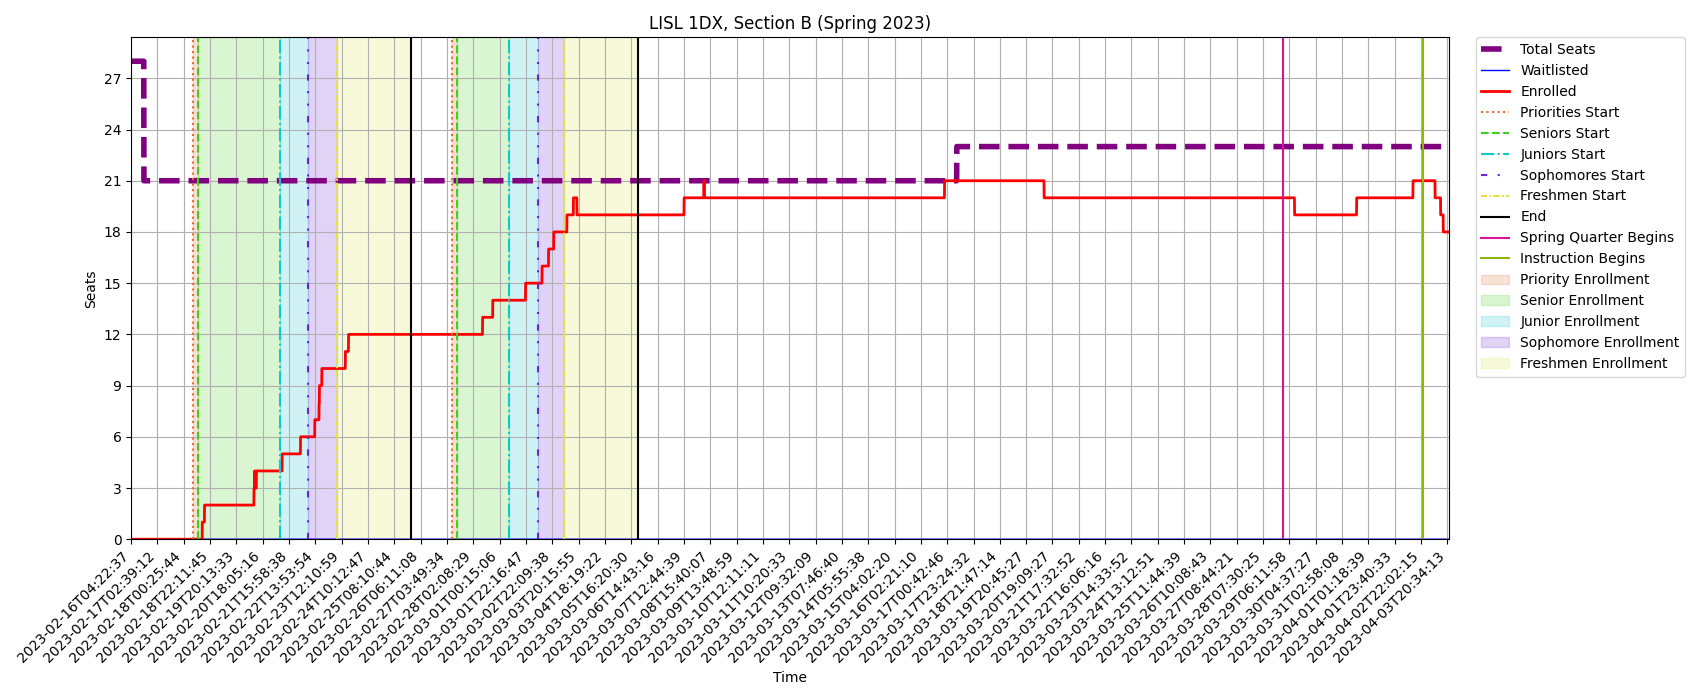 LISL 1DX, Section B (Spring 2023)
Seats
27
24
21
18
15
12
9
6
3
0
2023-02-16T04:22:37
2023-02-17T02:39:12
2023-02-18T00:25:44
2023-02-18T22:11:45
2023-02-19T20:13:33
2023-02-20T18:05:16
2023-02-21T15:58:38
2023-02-22T13:53:54
2023-02-23T12:10:59
2023-02-24T10:12:47
2023-02-25T08:10:44
2023-02-26T06:11:08
2023-02-27T03:49:34
2023-02-28T02:08:29
2023-03-01T00:15:06
2023-03-01T22:16:47
2023-03-02T22:09:38
2023-03-03T20:15:55
2023-03-04T18:19:22
2023-03-05T16:20:30
2023-03-06T14:43:16
2023-03-07T12:44:39
2023-03-08T15:40:07
2023-03-09T13:48:59
2023-03-10T12:11:11
2023-03-11T10:20:33
2023-03-12T09:32:09
2023-03-13T07:46:40
2023-03-14T05:55:38
2023-03-15T04:02:20
2023-03-16T02:21:10
2023-03-17T00:42:46
2023-03-17T23:24:32
2023-03-18T21:47:14
2023-03-19T20:45:27
2023-03-20T19:09:27
2023-03-21T17:32:52
2023-03-22T16:06:16
2023-03-23T14:33:52
2023-03-24T13:12:51
2023-03-25T11:44:39
2023-03-26T10:08:43
2023-03-27T08:44:21
2023-03-28T07:30:25
2023-03-29T06:11:58
2023-03-30T04:37:27
2023-03-31T02:58:08
2023-04-01T01:18:39
2023-04-01T23:40:33
2023-04-02T22:02:15
2023-04-03T20:34:13
Time
Total Seats
Waitlisted
Enrolled
Priorities Start
Seniors Start
Juniors Start
Sophomores Start
Freshmen Start
End
Spring Quarter Begins
Instruction Begins
Priority Enrollment
Senior Enrollment
Junior Enrollment
Sophomore Enrollment
Freshmen Enrollment